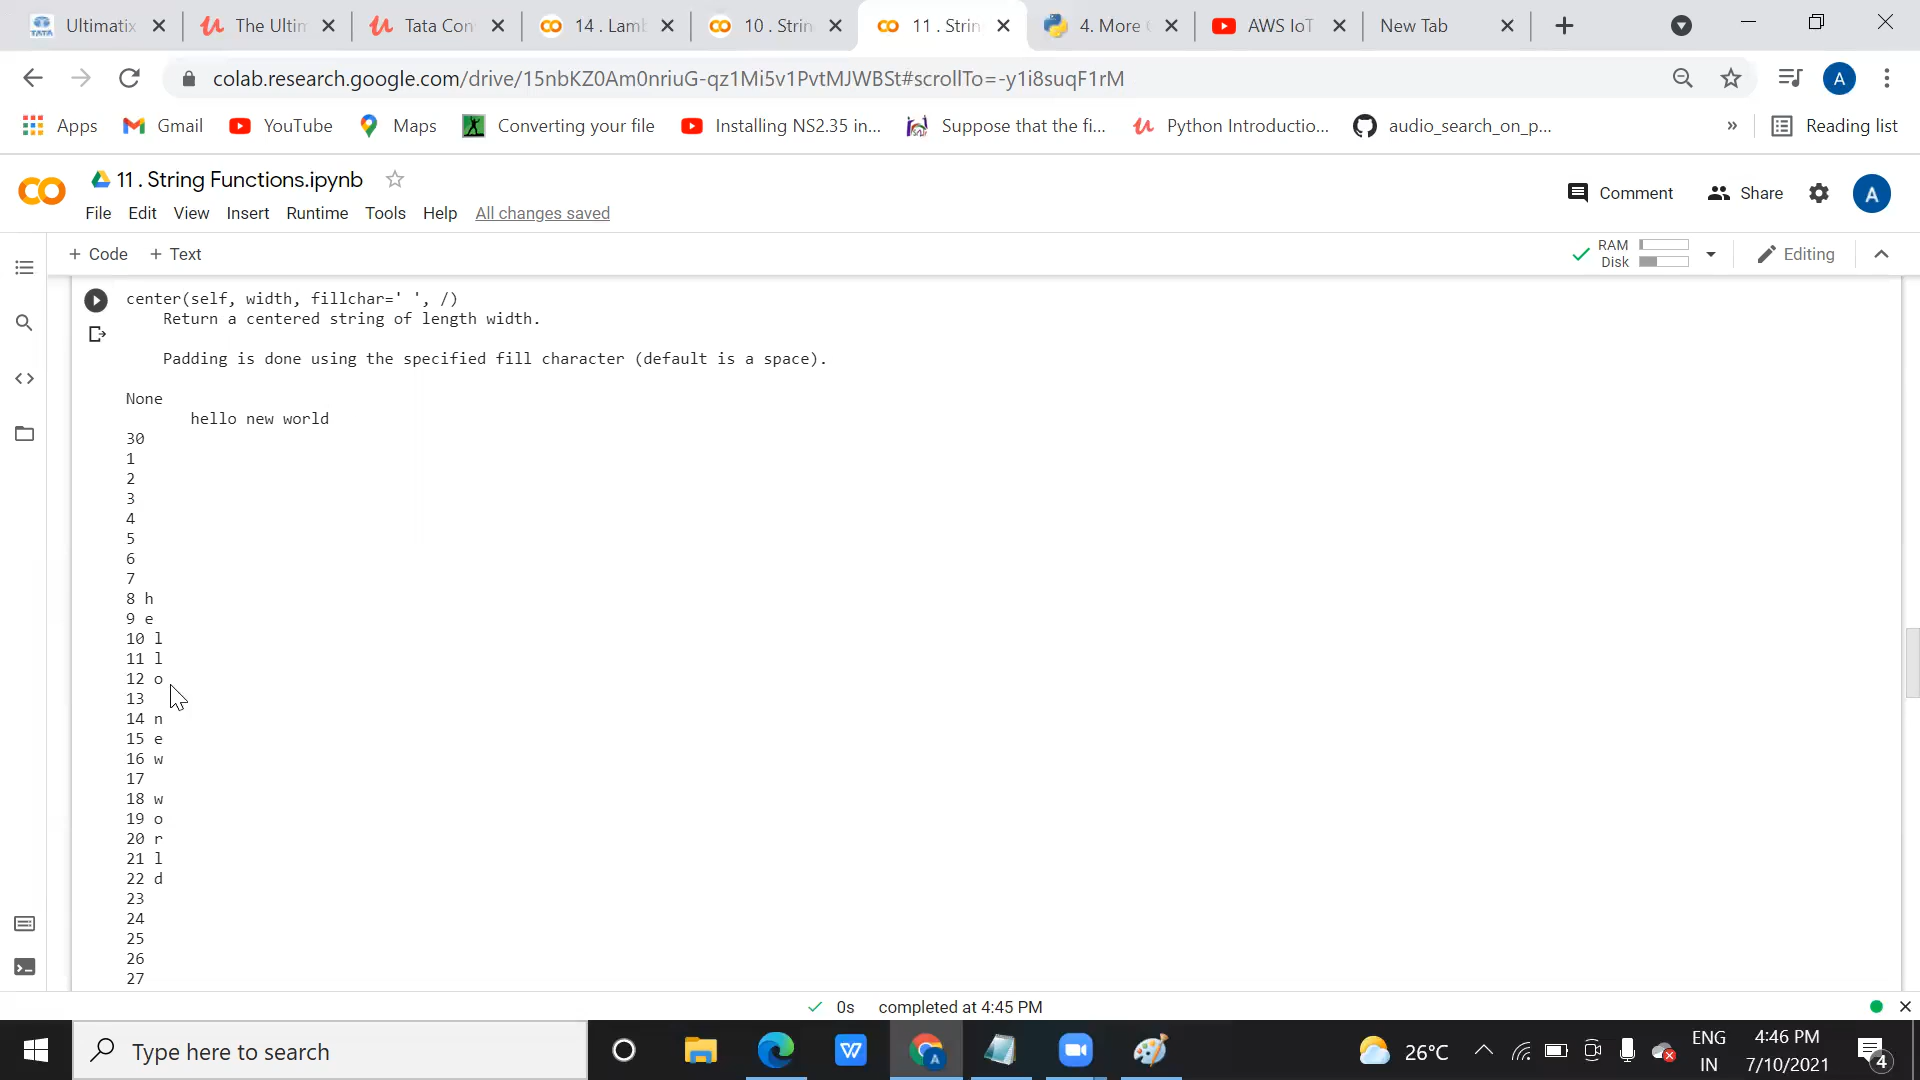 Ultimatix
The Ultim
Tata Con
14 . Lamb
10 . Strin
11 . Strin
4. More
AWS IoT
New Tab
colab.research.google.com/drive/15nbKZ0Am0nriuG-qz1Mi5v1PvtMJWBSt#scrollTo=-y1i8suqF1rM
A
Apps
Gmail
YouTube
Maps
Converting your file
Installing NS2.35 in...
Suppose that the fi...
Python Introductio...
audio_search_on_p...
»
Reading list
11 . String Functions.ipynb
File Edit View Insert Runtime Tools Help All changes saved
Comment
Share
A
+ Code + Text
RAM
Disk
Editing
center(self, width, fillchar=' ', /)
Return a centered string of length width.
Padding is done using the specified fill character (default is a space).
None
hello new world
30
1
2
3
4
5
6
7
8 h
9 e
10 l
11 l
12 o
13
14 n
15 e
16 w
17
18 w
19 o
20 r
21 l
22 d
23
24
25
26
27
0s completed at 4:45 PM
Type here to search
26°C
ENG
IN
4:46 PM
7/10/2021
4